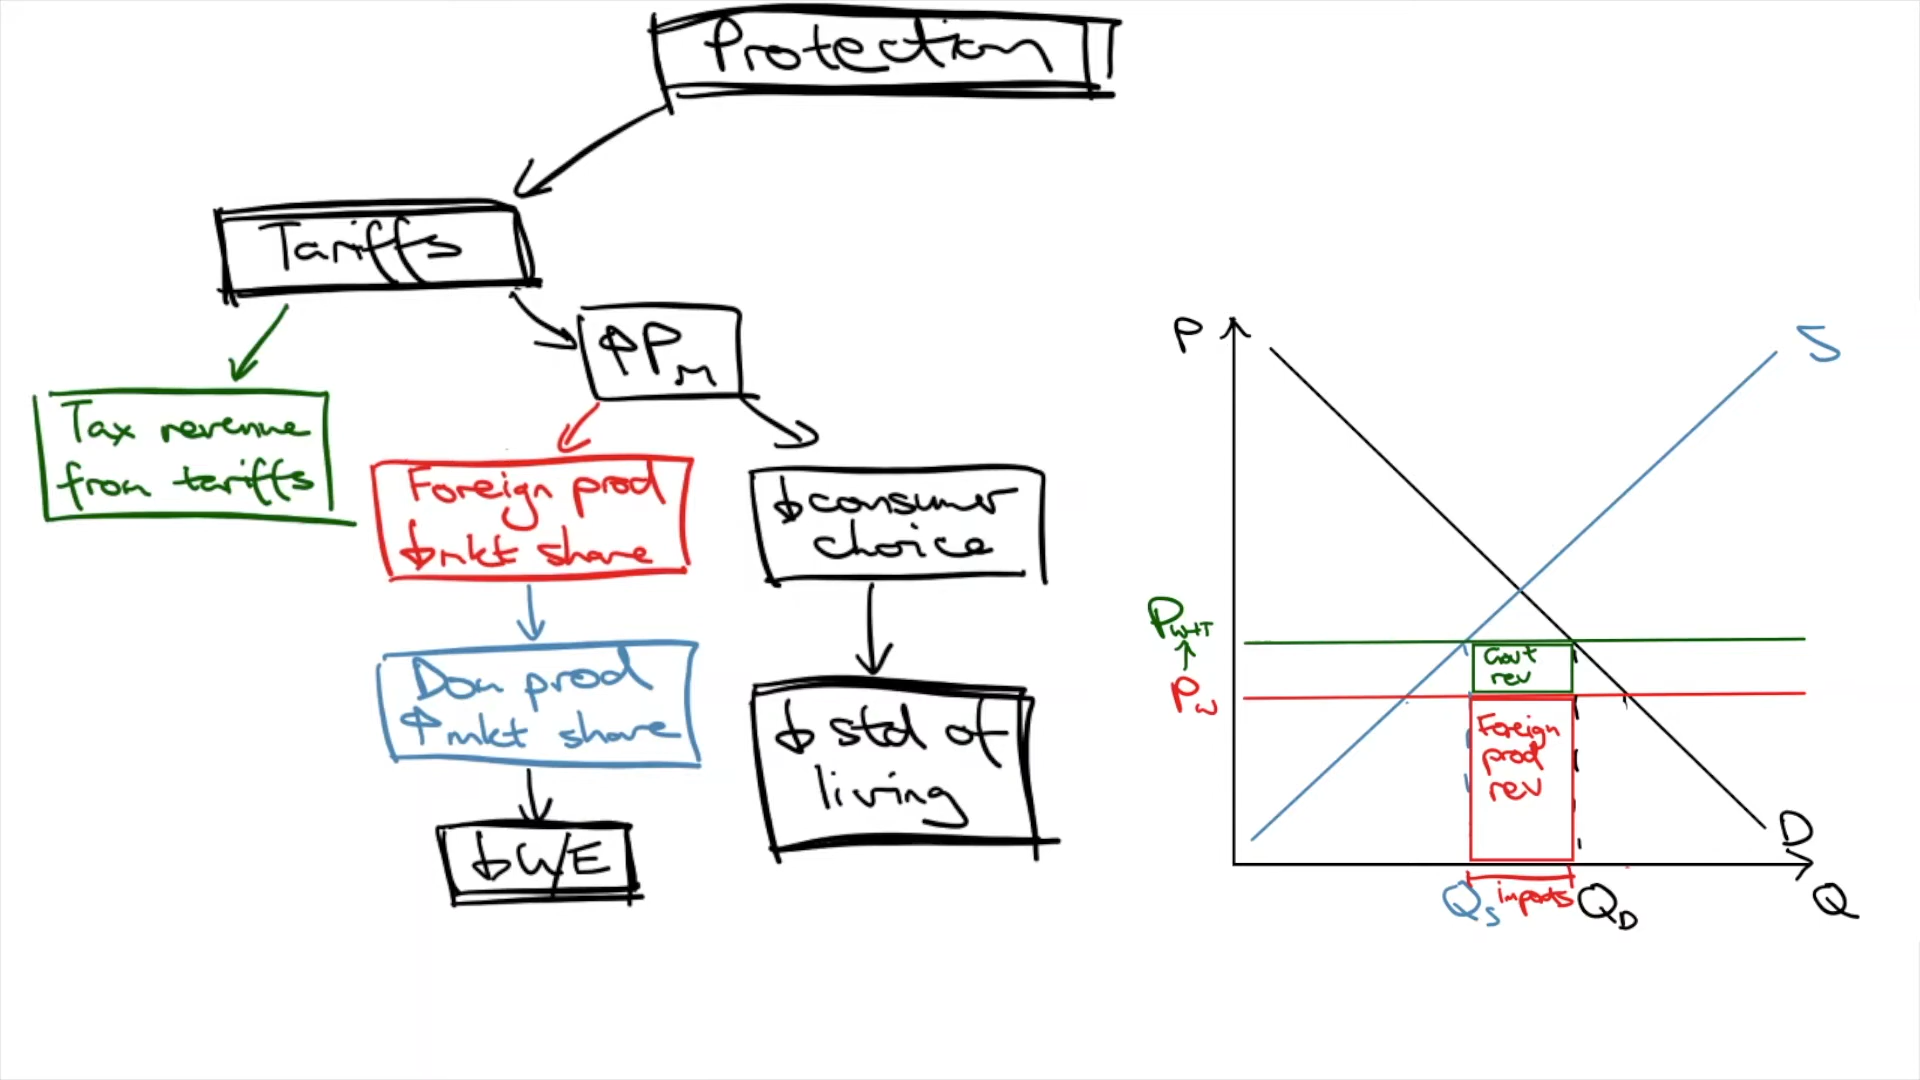 Protection
Tariffs
↑P_M
Tax revenue
from tariffs
Foreign prod
↓mkt share
↓consumer
choice
Dom prod
↑mkt share
↓ std of
living
↓U/E
P
S
P_W+T
↑
P_W
Govt
rev
Foreign
prod
rev
D
Q_S
imports
Q_D
Q